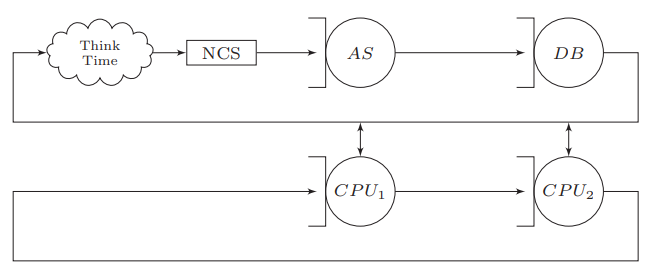 Think
Time
NCS
AS
DB
CPU₁
CPU₂